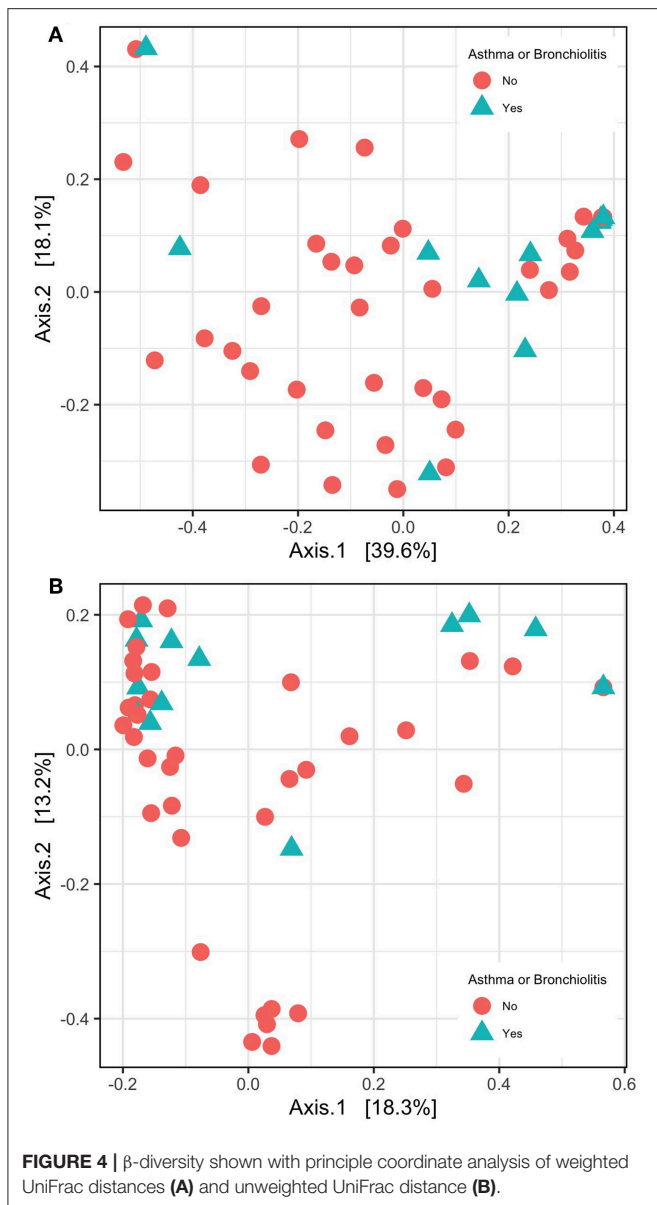 A
Asthma or Bronchiolitis
No
Yes
0.4
0.2
0.0
-0.2
Axis.2 [18.1%]
-0.4
-0.2
0.0
0.2
0.4
Axis.1 [39.6%]
B
0.2
0.0
-0.2
-0.4
Axis.2 [13.2%]
Asthma or Bronchiolitis
No
Yes
-0.2
0.0
0.2
0.4
0.6
Axis.1 [18.3%]
FIGURE 4 | β-diversity shown with principle coordinate analysis of weighted
UniFrac distances (A) and unweighted UniFrac distance (B).